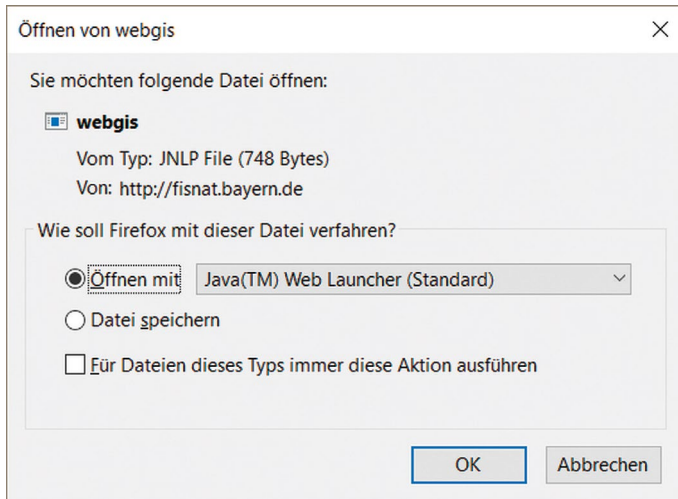 Öffnen von webgis
Sie möchten folgende Datei öffnen:
webgis
Vom Typ: JNLP File (748 Bytes)
Von: http://fisnat.bayern.de
Wie soll Firefox mit dieser Datei verfahren?
Öffnen mit Java(TM) Web Launcher (Standard)
Datei speichern
Für Dateien dieses Typs immer diese Aktion ausführen
OK Abbrechen